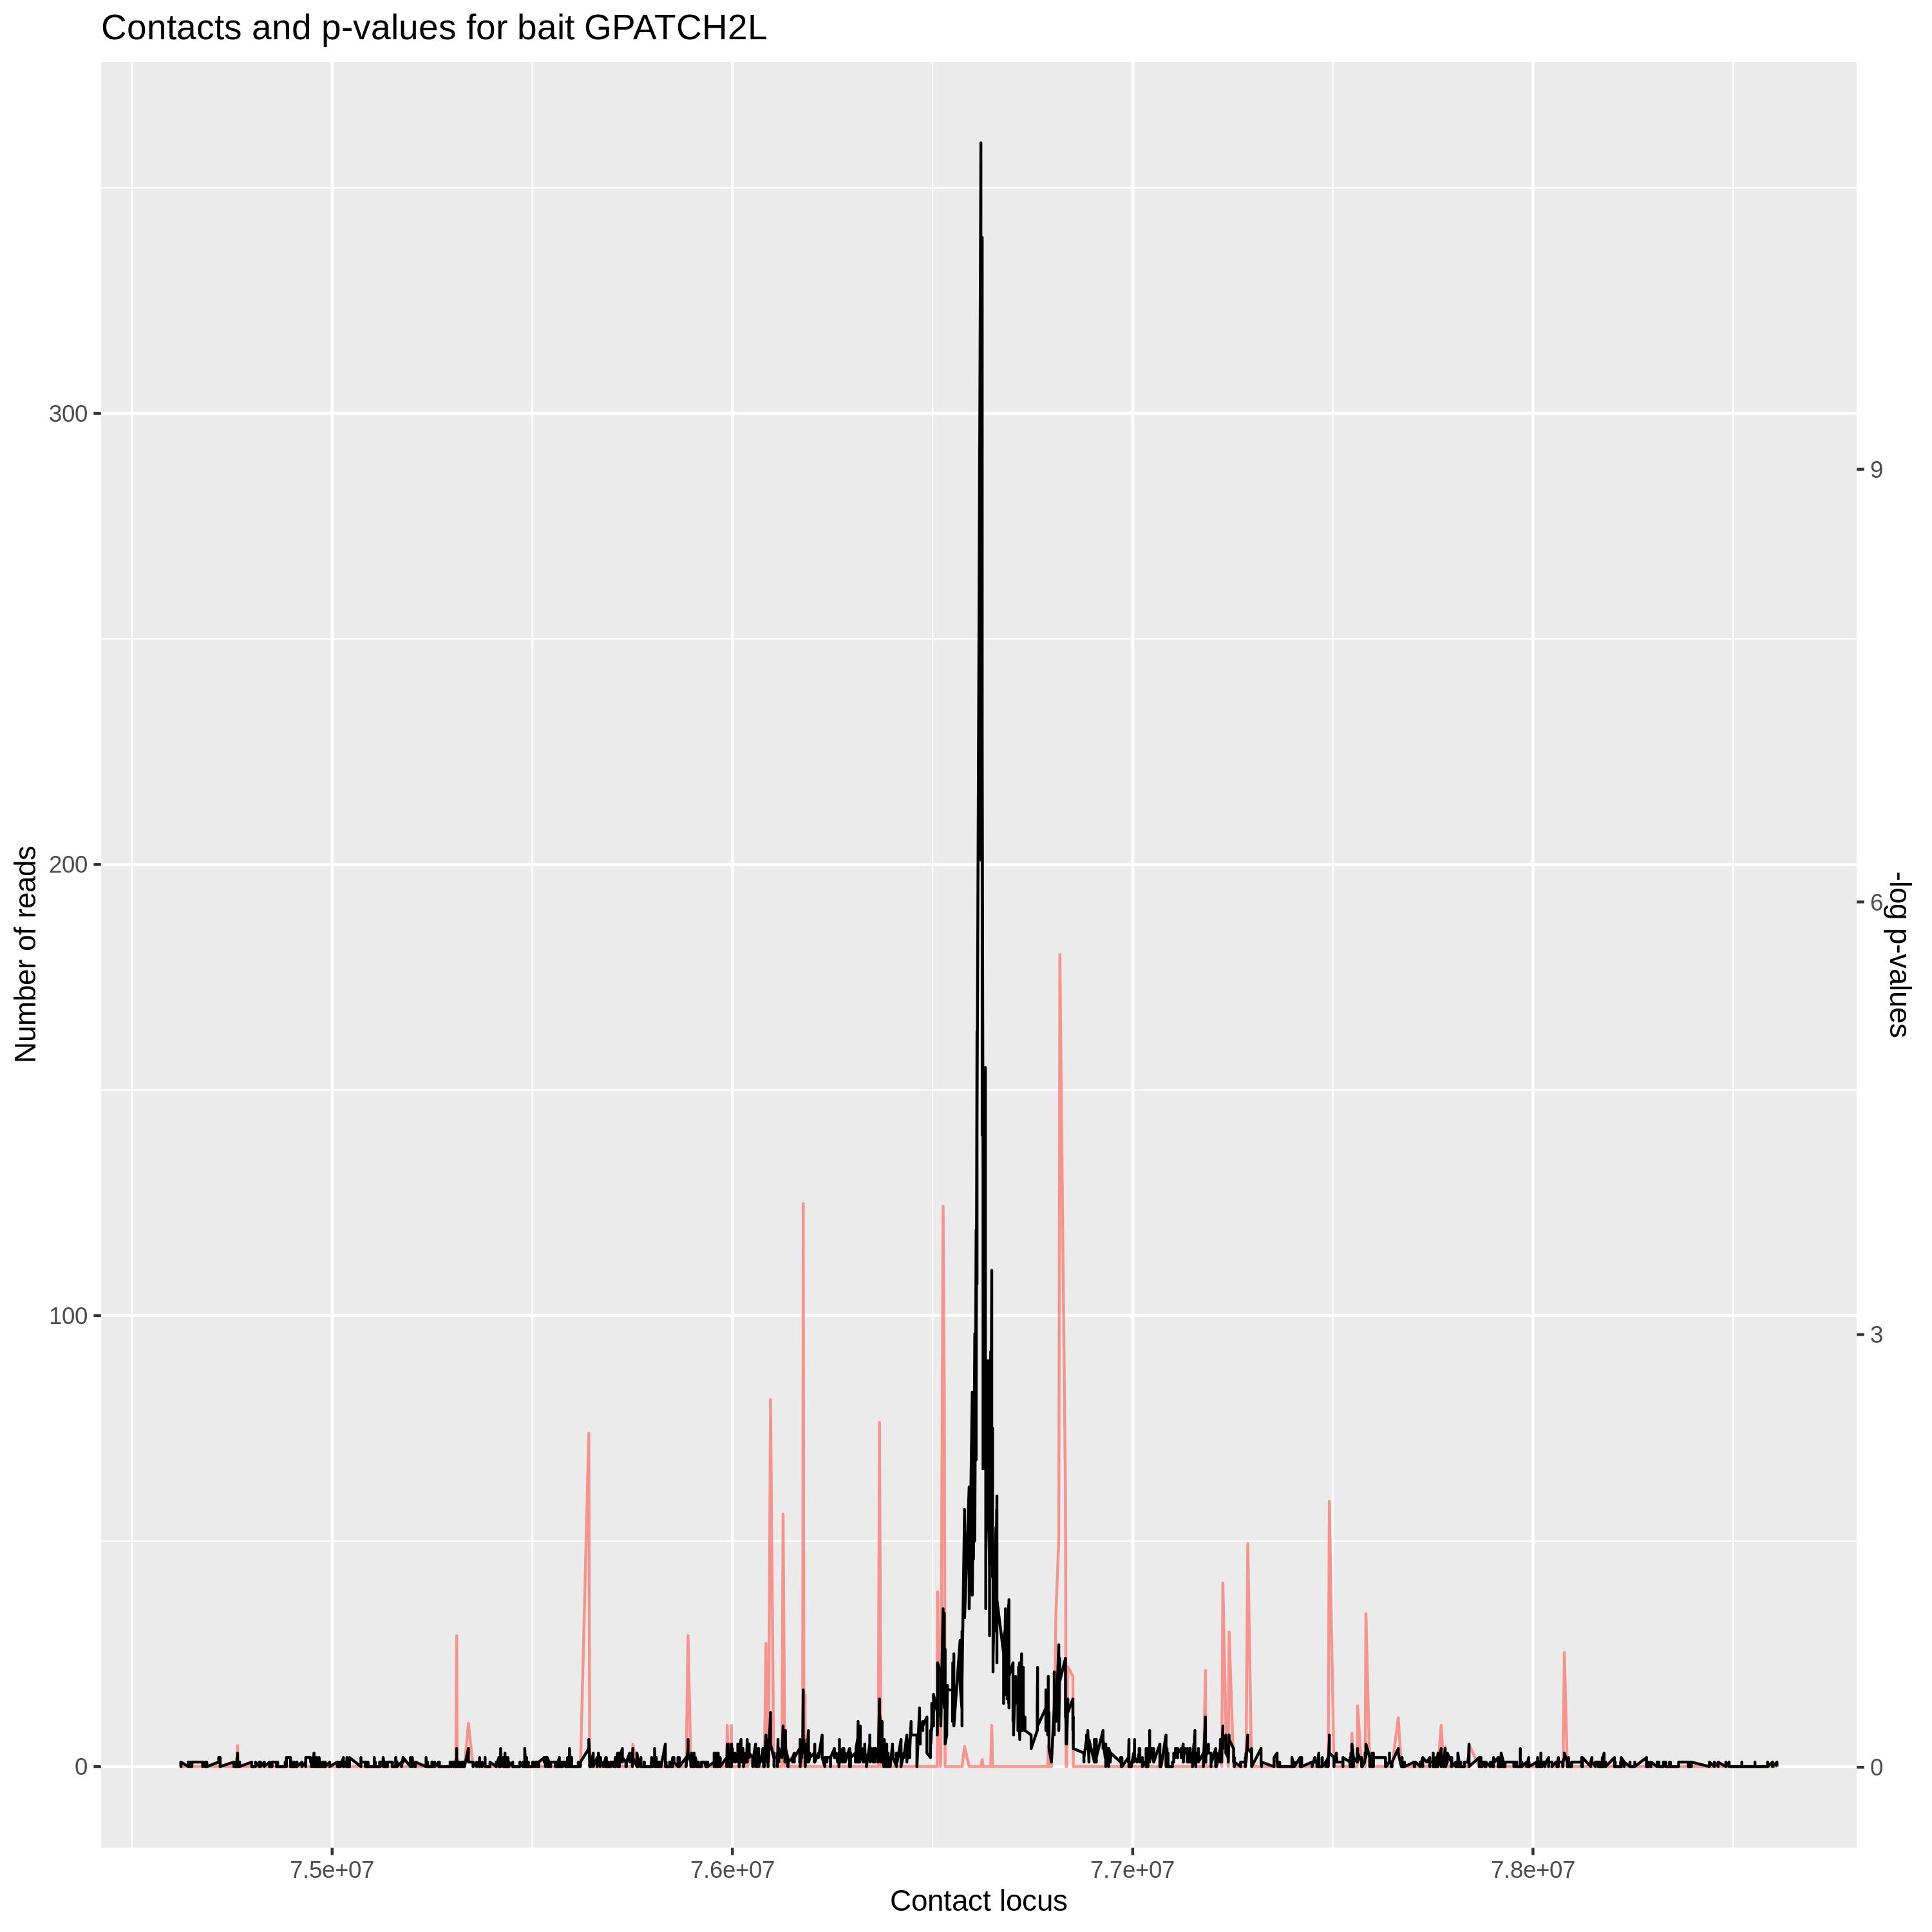 Contacts and p-values for bait GPATCH2L
Number of reads
300
200
100
0
9
6
3
0
-log p-values
7.5e+07
7.6e+07
7.7e+07
7.8e+07
Contact locus